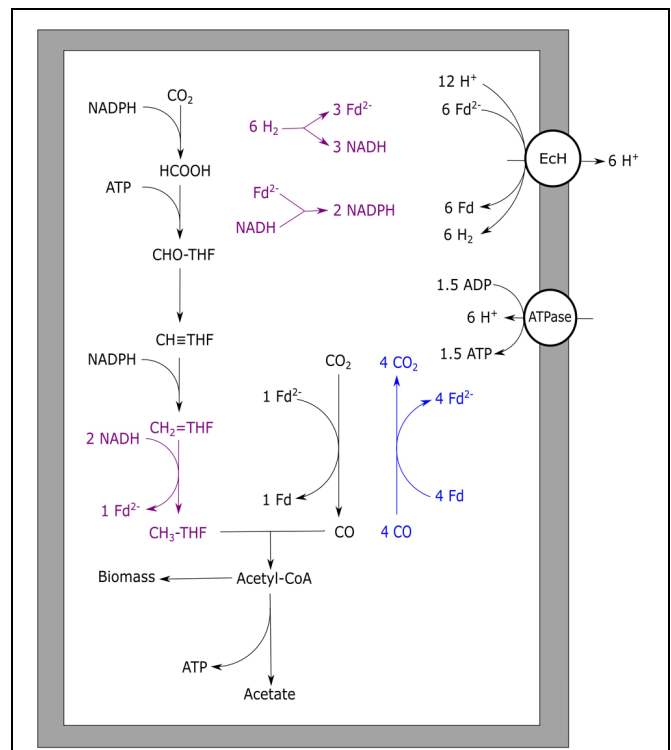 CO2
NADPH
HCOOH
ATP
CHO-THF
CH≡THF
NADPH
CH2=THF
2 NADH
1 Fd2-
CH3-THF
6 H2
3 Fd2-
3 NADH
Fd2-
NADH
2 NADPH
12 H+
6 Fd2-
EcH
6 H+
6 Fd
6 H2
1.5 ADP
6 H+
ATPase
1.5 ATP
CO2
1 Fd2-
1 Fd
CO
4 CO2
4 Fd2-
4 Fd
4 CO
Biomass
Acetyl-CoA
ATP
Acetate